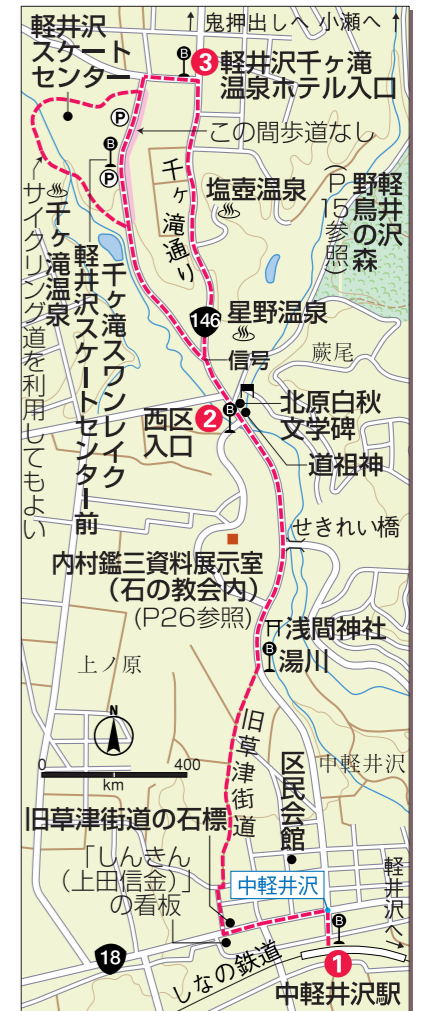 ↑鬼押出しへ 小瀬へ↑
軽井沢
スケート
センター
B
3
軽井沢千ヶ滝
温泉ホテル入口
P
この間歩道なし
B
P
千ヶ滝通り
塩壺温泉
軽井沢
野鳥の森
(P15参照)
千ヶ滝温泉
サイクリング道を利用してもよい
千ヶ滝スワンレイク
軽井沢スケートセンター前
146
星野温泉
信号
蕨尾
B
2
西区
入口
北原白秋
文学碑
道祖神
せきれい橋
内村鑑三資料展示室
(石の教会内)
(P26参照)
浅間神社
B
湯川
上ノ原
N
0
400
km
旧草津街道
区民会館
中軽井沢
旧草津街道の石標
「しんきん
(上田信金)」
の看板
中軽井沢
軽井沢へ
B
18
しなの鉄道
1
中軽井沢駅